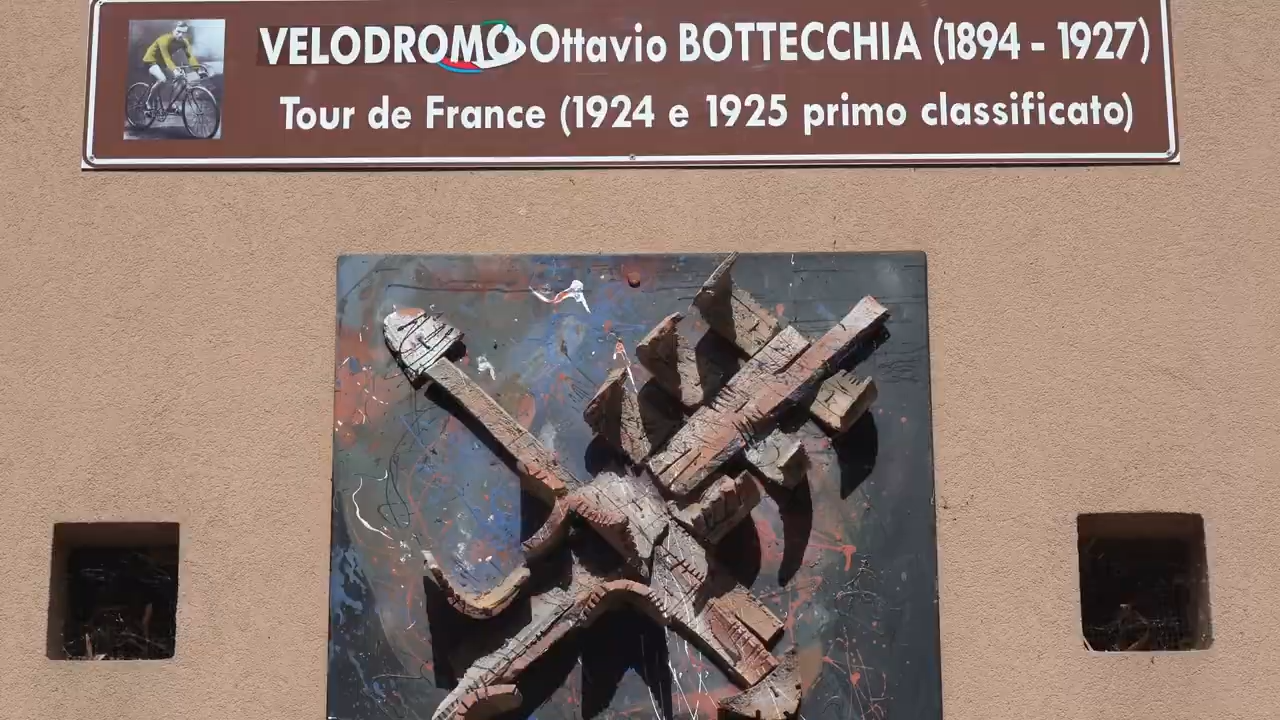 VELODROMO Ottavio BOTTECCHIA (1894 - 1927)
Tour de France (1924 e 1925 primo classificato)